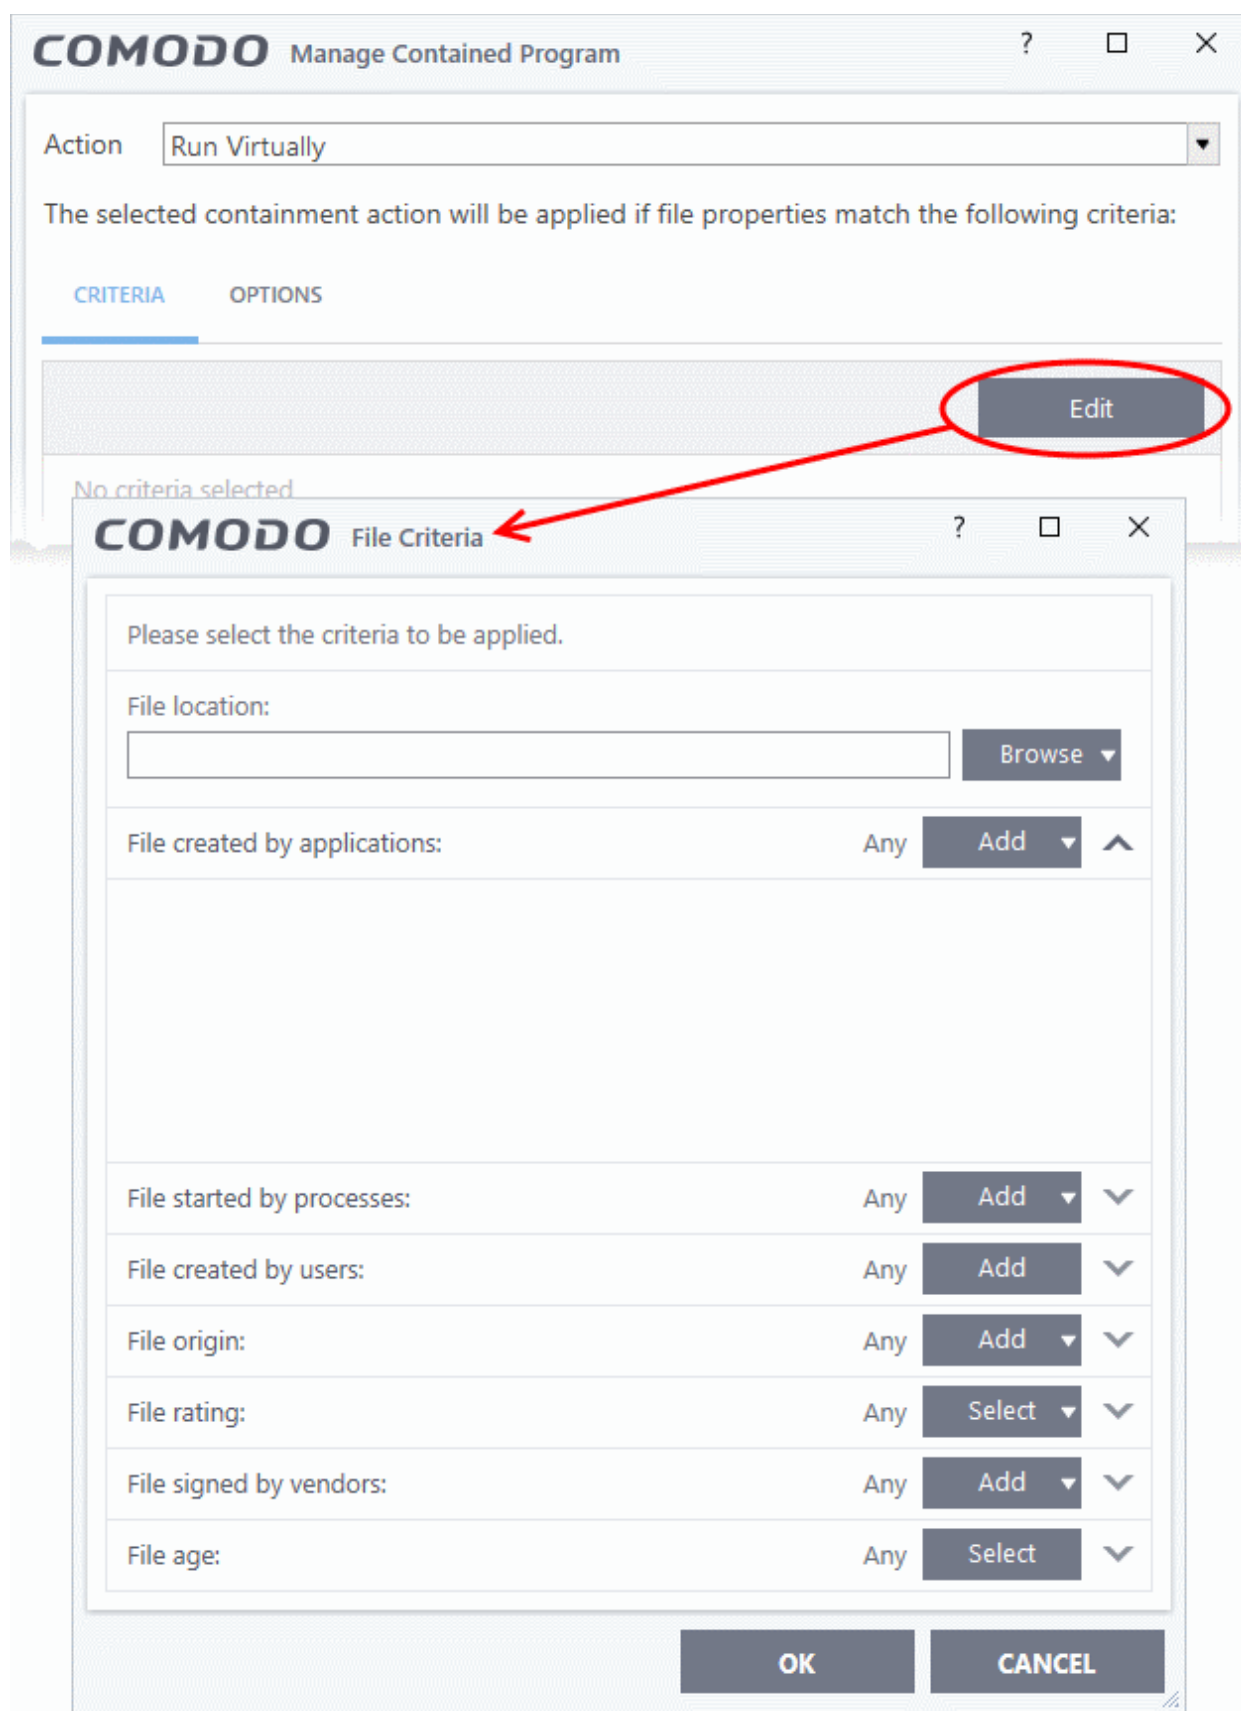 COMODO Manage Contained Program ?
Action Run Virtually
The selected containment action will be applied if file properties match the following criteria:
CRITERIA OPTIONS
Edit
No criteria selected
COMODO File Criteria ?
Please select the criteria to be applied.
File location:
Browse
File created by applications: Any Add
File started by processes: Any Add
File created by users: Any Add
File origin: Any Add
File rating: Any Select
File signed by vendors: Any Add
File age: Any Select
OK CANCEL